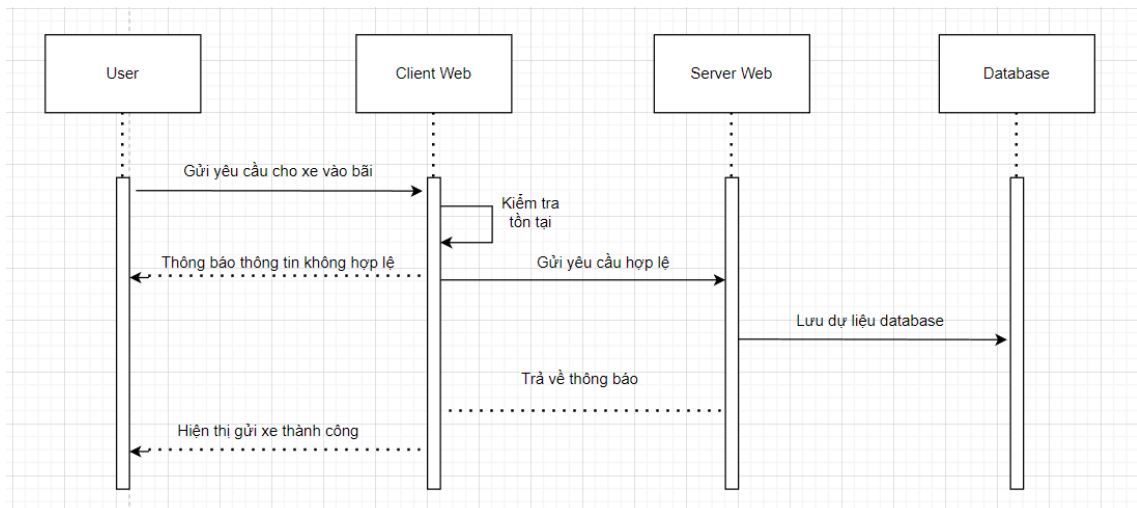 User
Client Web
Server Web
Database
Gửi yêu cầu cho xe vào bãi
Kiểm tra
tồn tại
Thông báo thông tin không hợp lệ
Gửi yêu cầu hợp lệ
Lưu dự liệu database
Trả về thông báo
Hiện thị gửi xe thành công